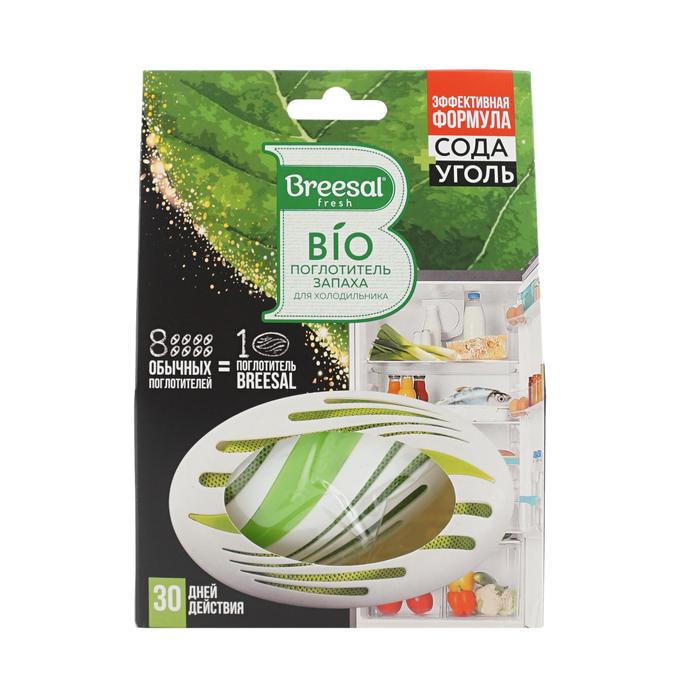 ЭФФЕКТИВНАЯ
ФОРМУЛА
СОДА
+ УГОЛЬ
Breesal®
fresh
BÍO
ПОГЛОТИТЕЛЬ
ЗАПАХА
ДЛЯ ХОЛОДИЛЬНИКА
8 = 1
ОБЫЧНЫХ ПОГЛОТИТЕЛЕЙ
ПОГЛОТИТЕЛЬ BREESAL
30 ДНЕЙ
ДЕЙСТВИЯ